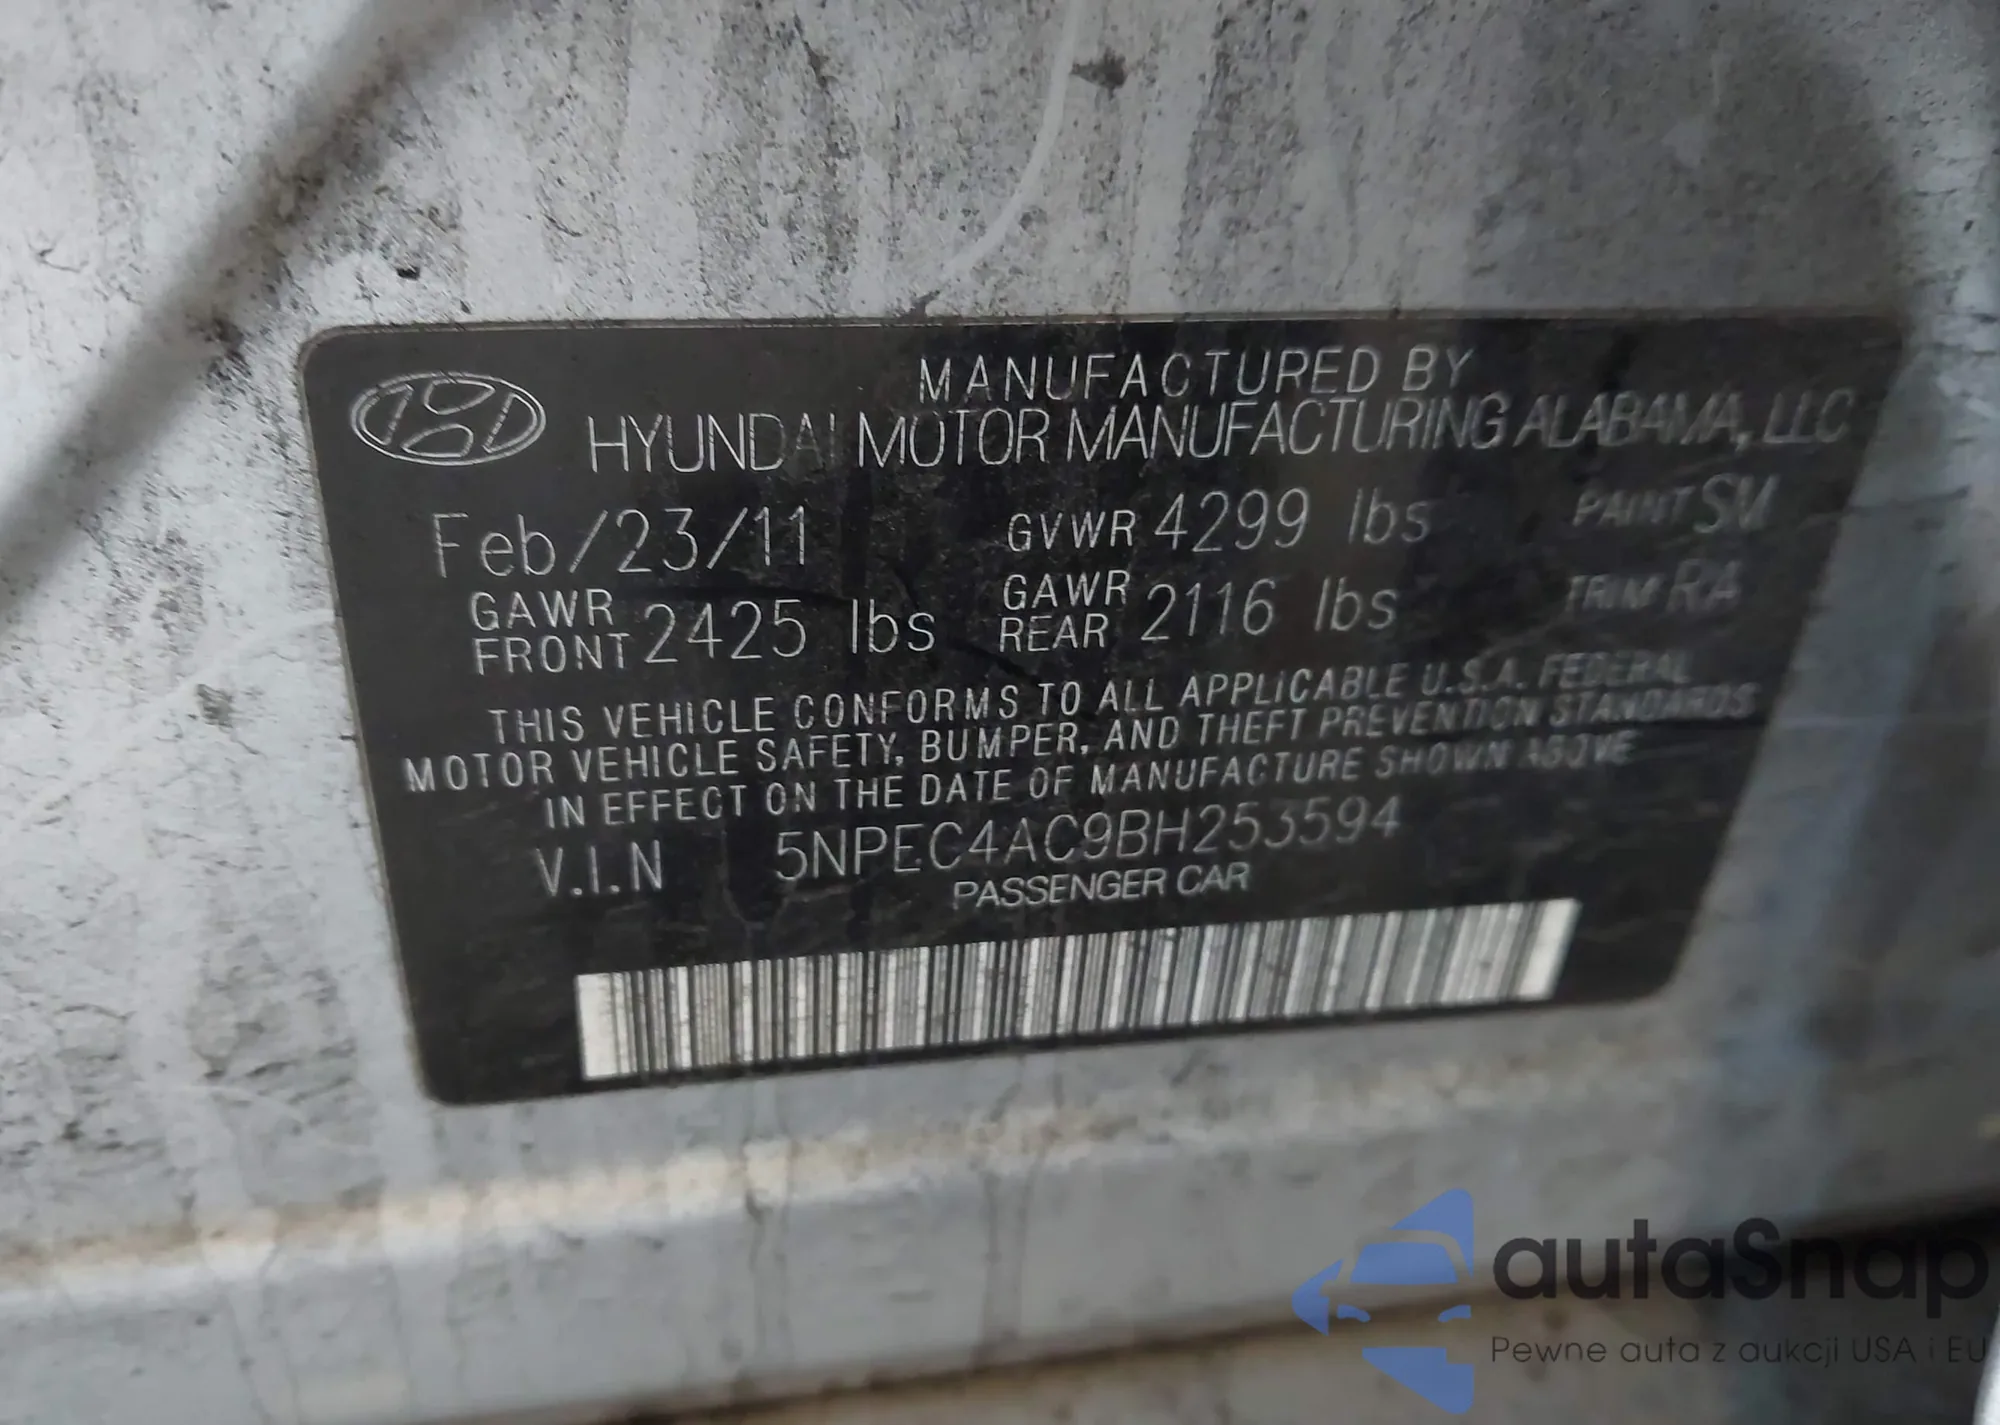 MANUFACTURED BY
HYUNDAI MOTOR MANUFACTURING ALABAMA, LLC
Feb/23/11 GVWR 4299 lbs PAINT SM
GAWR FRONT 2425 lbs GAWR REAR 2116 lbs TRIM RA
THIS VEHICLE CONFORMS TO ALL APPLICABLE U.S.A. FEDERAL
MOTOR VEHICLE SAFETY, BUMPER, AND THEFT PREVENTION STANDARDS
IN EFFECT ON THE DATE OF MANUFACTURE SHOWN ABOVE
V.I.N 5NPEC4AC9BH253594
PASSENGER CAR
autaSnap
Pewne auta z aukcji USA i EU